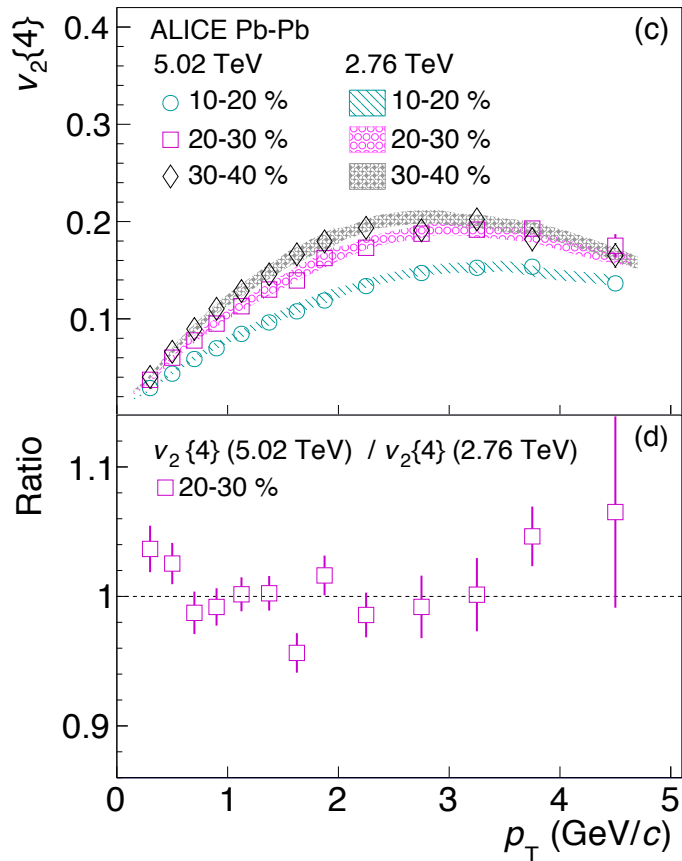 v2{4}
0.4
0.3
0.2
0.1
ALICE Pb-Pb
(c)
5.02 TeV 2.76 TeV
10-20 % 10-20 %
20-30 % 20-30 %
30-40 % 30-40 %
Ratio
1.1
1
0.9
(d)
v2{4} (5.02 TeV) / v2{4} (2.76 TeV)
20-30 %
0 1 2 3 4 5
pT (GeV/c)